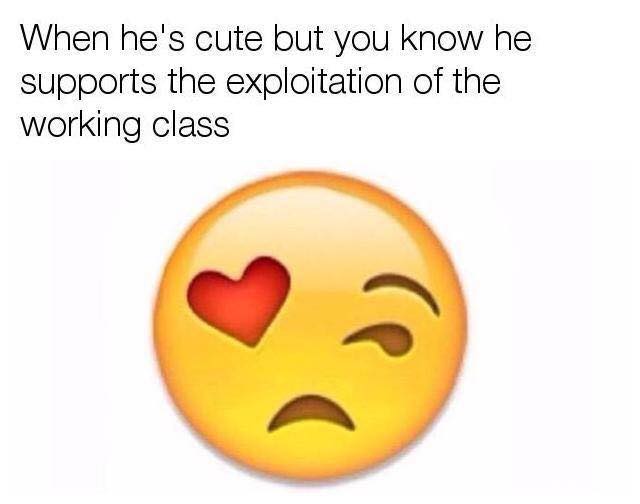 When he's cute but you know he
supports the exploitation of the
working class